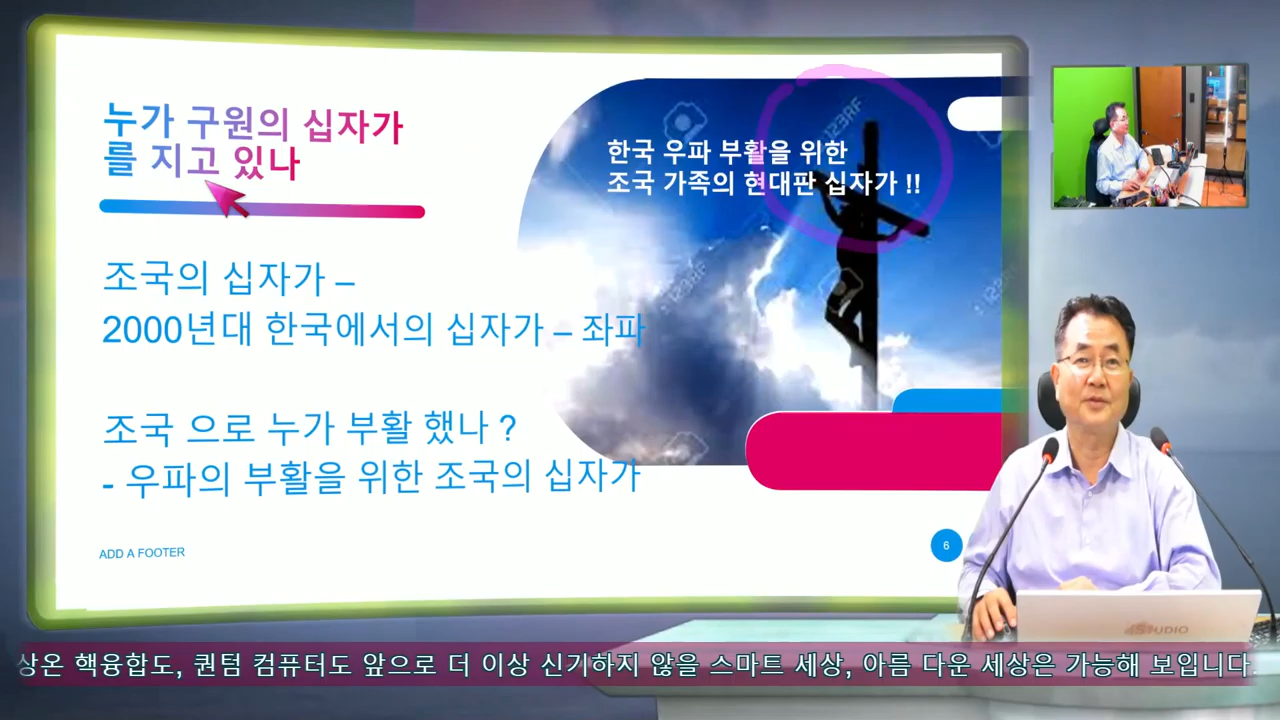 누가 구원의 십자가
를 지고 있나
한국 우파 부활을 위한
조국 가족의 현대판 십자가 !!
조국의 십자가 –
2000년대 한국에서의 십자가 – 좌파
조국 으로 누가 부활 했나 ?
- 우파의 부활을 위한 조국의 십자가
ADD A FOOTER
6
123RF
123RF
4STUDIO
상온 핵융합도, 퀀텀 컴퓨터도 앞으로 더 이상 신기하지 않을 스마트 세상, 아름 다운 세상은 가능해 보입니다.